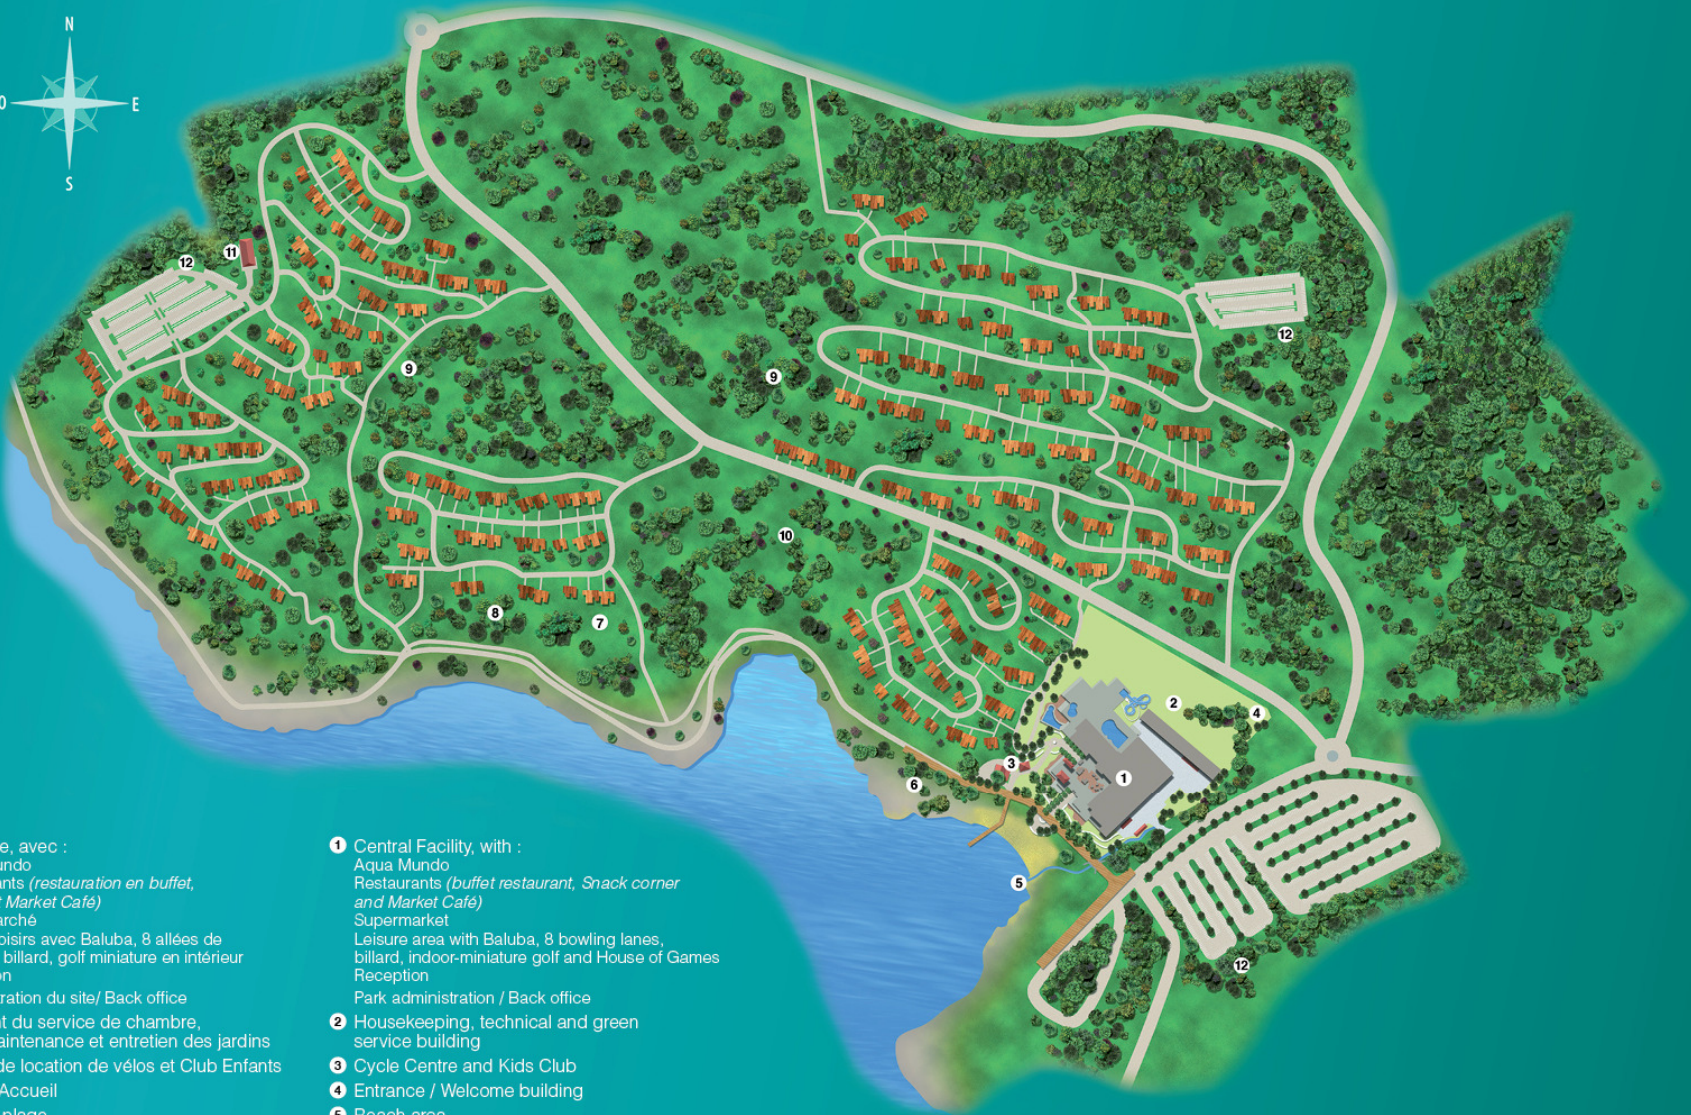 N
O
E
S
11
12
9
9
12
10
8
7
2
4
3
1
6
5
12
avec :
(restauration en buffet,
Market Café)
oisirs avec Baluba, 8 allées de
billard, golf miniature en intérieur
du site/ Back office
du service de chambre,
et entretien des jardins
de location de vélos et Club Enfants
Accueil
plage
1 Central Facility, with :
Aqua Mundo
Restaurants (buffet restaurant, Snack corner
and Market Café)
Supermarket
Leisure area with Baluba, 8 bowling lanes,
billard, indoor-miniature golf and House of Games
Reception
Park administration / Back office
2 Housekeeping, technical and green
service building
3 Cycle Centre and Kids Club
4 Entrance / Welcome building
5 Beach area